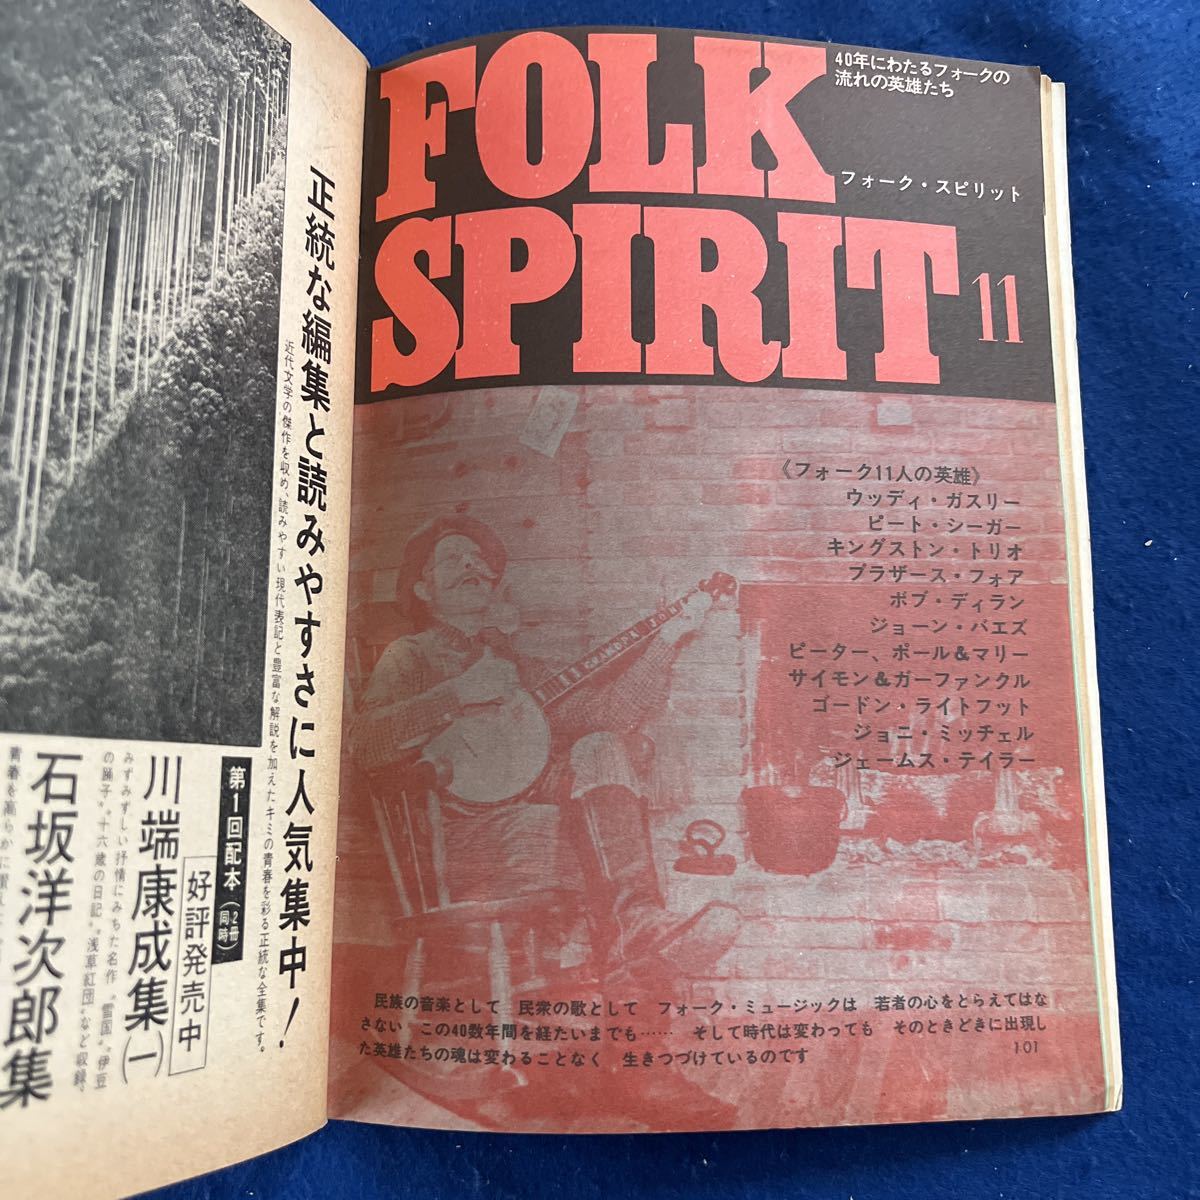 FOLK
SPIRIT 11
40年にわたるフォークの
流れの英雄たち
フォーク・スピリット
《フォーク11人の英雄》
ウッディ・ガスリー
ピート・シーガー
キングストン・トリオ
ブラザース・フォア
ボブ・ディラン
ジョーン・バエズ
ピーター、ポール&マリー
サイモン&ガーファンクル
ゴードン・ライトフット
ジョニ・ミッチェル
ジェームス・テイラー
GRANDPA JON
民族の音楽として 民衆の歌として フォーク・ミュージックは 若者の心をとらえてはな
さない この40数年間を経たいまでも…… そして時代は変わっても そのときどきに出現し
た英雄たちの魂は変わることなく 生きつづけているのです
101
正統な編集と読みやすさに人気集中!
近代文学の傑作を収め、読みやすい現代表記と豊富な解説を加えたキミの青春を彩る正統な全集です。
第1回配本(2冊同時)
好評発売中
川端康成集(一
みずみずしい抒情にみちた名作“雪国”、“伊豆
の踊子”、“十六歳の日記”、“浅草紅団”など収録。
石坂洋次郎集
青春を高らかに